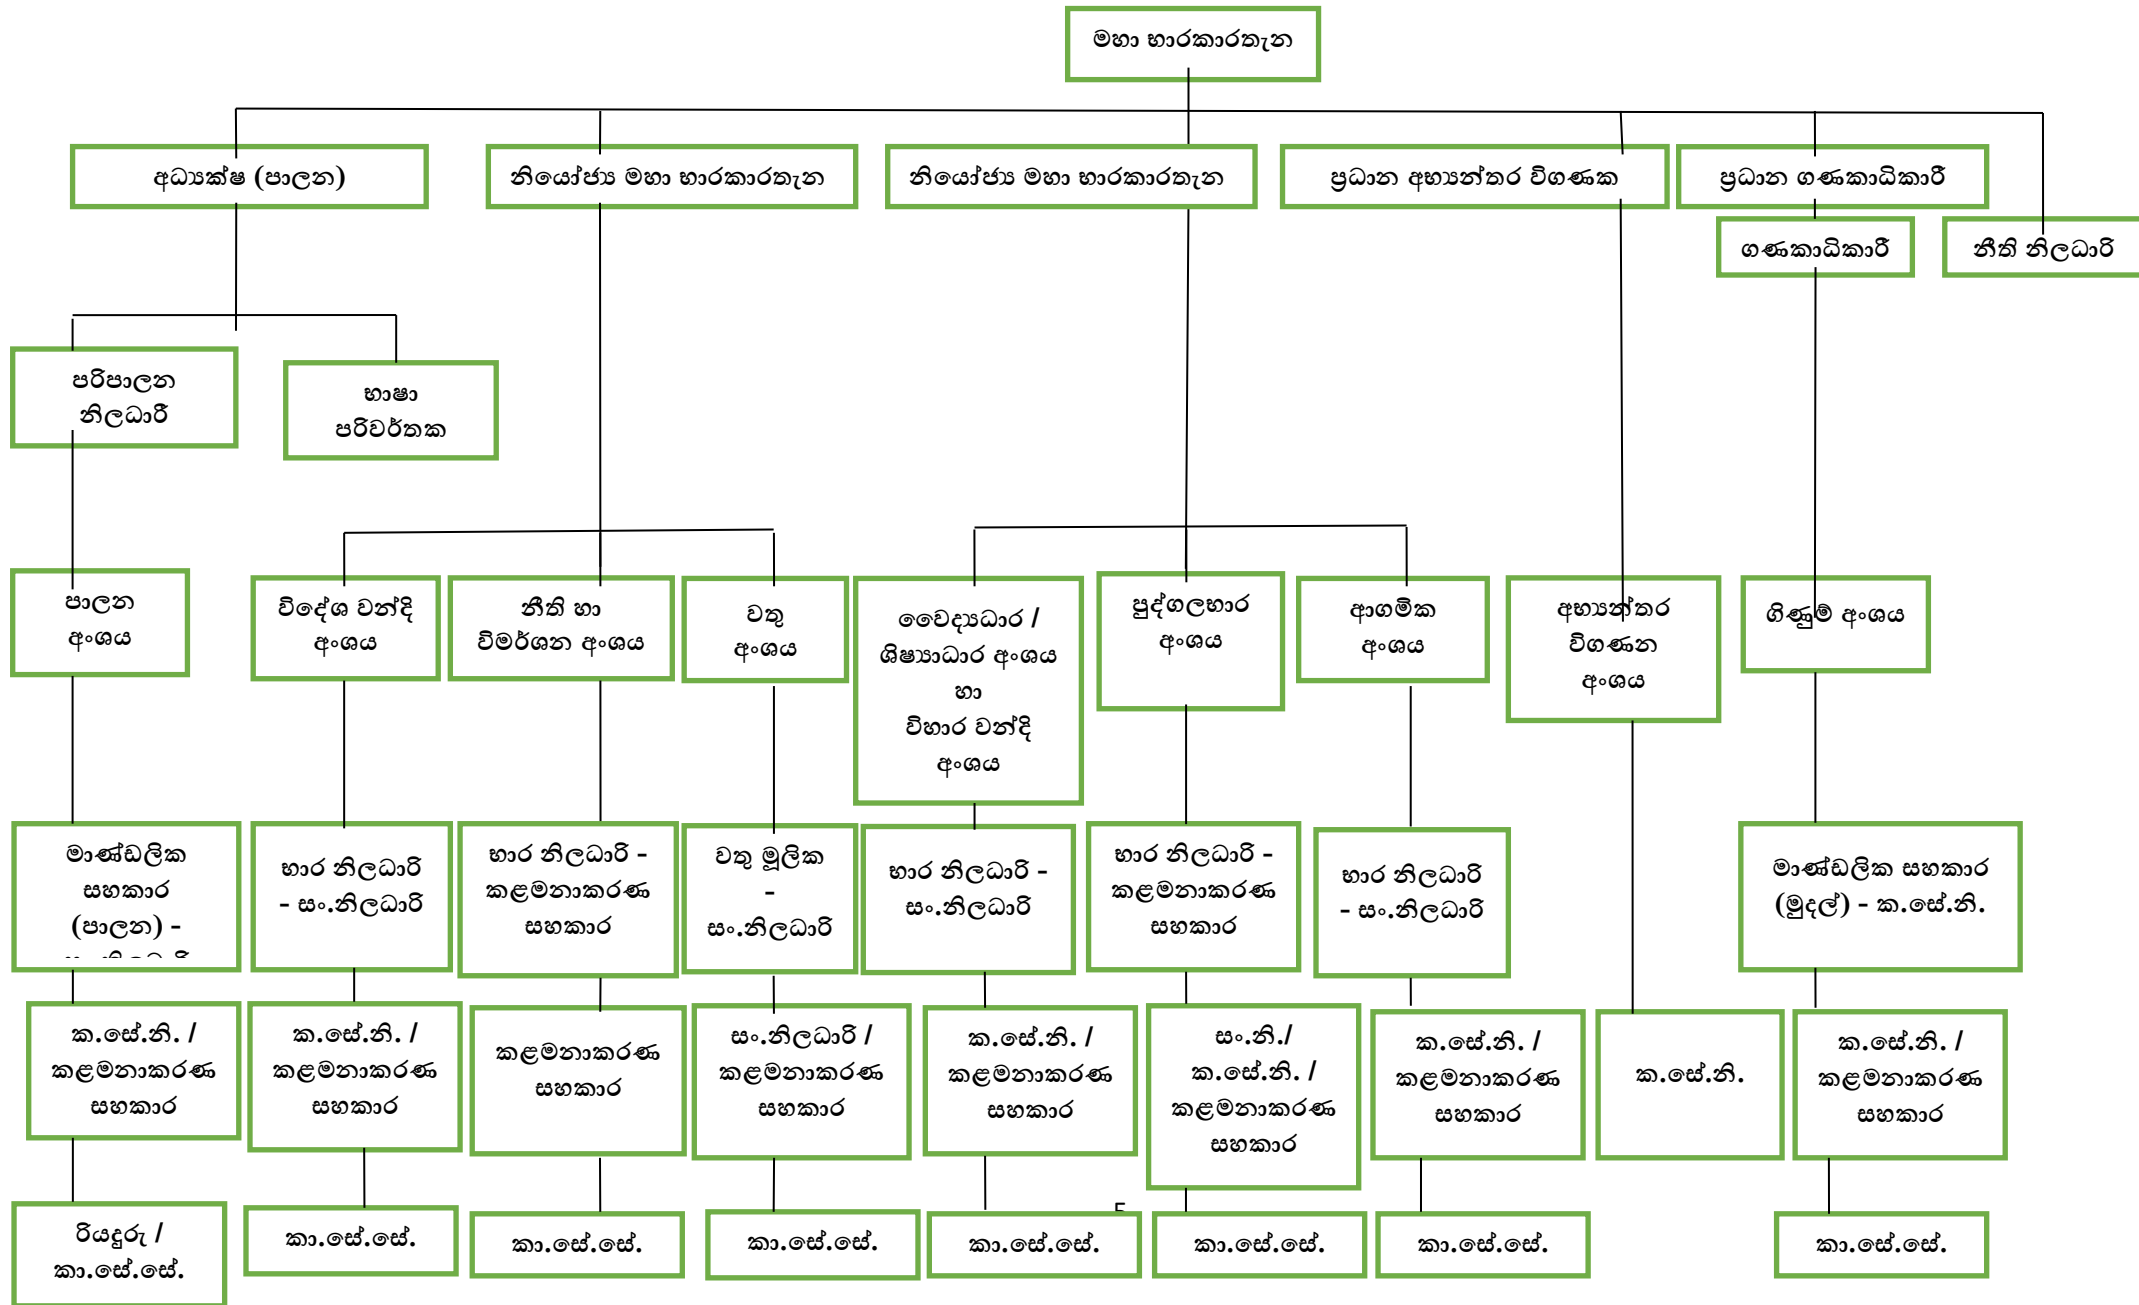 මහා භාරකාරතැන
අධ්‍යක්ෂ (පාලන)
නියෝජ්‍ය මහා භාරකාරතැන
නියෝජ්‍ය මහා භාරකාරතැන
ප්‍රධාන අභ්‍යන්තර විගණක
ප්‍රධාන ගණකාධිකාරී
ගණකාධිකාරී
නීති නිලධාරි
පරිපාලන
නිලධාරී
භාෂා
පරිවර්තක
පාලන
අංශය
විදේශ වන්දි
අංශය
නීති හා
විමර්ශන අංශය
වතු
අංශය
වෛද්‍යධාර /
ශිෂ්‍යාධාර අංශය
හා
විහාර වන්දි
අංශය
පුද්ගලභාර
අංශය
ආගමික
අංශය
අභ්‍යන්තර
විගණන
අංශය
ගිණුම් අංශය
මාණ්ඩලික
සහකාර
(පාලන) -
භාර නිලධාරි
- සං.නිලධාරි
භාර නිලධාරි -
කළමනාකරණ
සහකාර
වතු මූලික
-
සං.නිලධාරි
භාර නිලධාරි -
සං.නිලධාරි
භාර නිලධාරි -
කළමනාකරණ
සහකාර
භාර නිලධාරි
- සං.නිලධාරි
මාණ්ඩලික සහකාර
(මුදල්) - ක.සේ.නි.
ක.සේ.නි. /
කළමනාකරණ
සහකාර
ක.සේ.නි. /
කළමනාකරණ
සහකාර
කළමනාකරණ
සහකාර
සං.නිලධාරි /
කළමනාකරණ
සහකාර
ක.සේ.නි. /
කළමනාකරණ
සහකාර
සං.නි./
ක.සේ.නි. /
කළමනාකරණ
සහකාර
ක.සේ.නි. /
කළමනාකරණ
සහකාර
ක.සේ.නි.
ක.සේ.නි. /
කළමනාකරණ
සහකාර
රියදුරු /
කා.සේ.සේ.
කා.සේ.සේ.
කා.සේ.සේ.
කා.සේ.සේ.
කා.සේ.සේ.
කා.සේ.සේ.
කා.සේ.සේ.
කා.සේ.සේ.